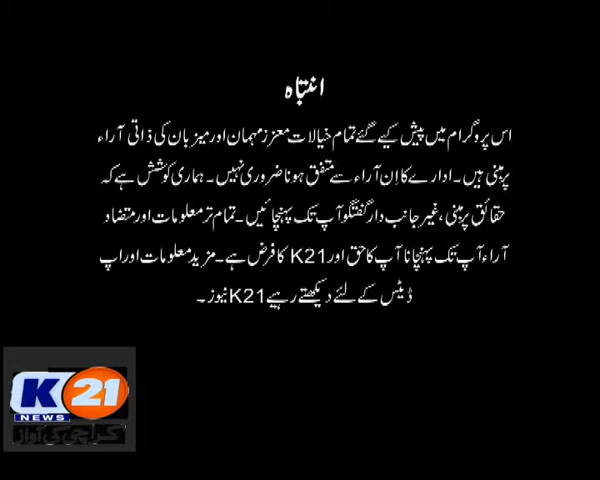 انتباہ
اس پروگرام میں پیش کیے گئے تمام خیالات معزز مہمان اور میزبان کی ذاتی آراء
پر مبنی ہیں۔ ادارے کا اِن آراء سے متفق ہونا ضروری نہیں۔ ہماری کوشش ہے کہ
حقائق پر مبنی، غیر جانب دار گفتگو آپ تک پہنچائیں۔ تمام تر معلومات اور متضاد
آراء آپ تک پہنچانا آپ کا حق اور K21 کا فرض ہے۔ مزید معلومات اور اپ
ڈیٹس کے لئے دیکھتے رہیے K21 نیوز۔
K21
NEWS
کراچی کی آواز